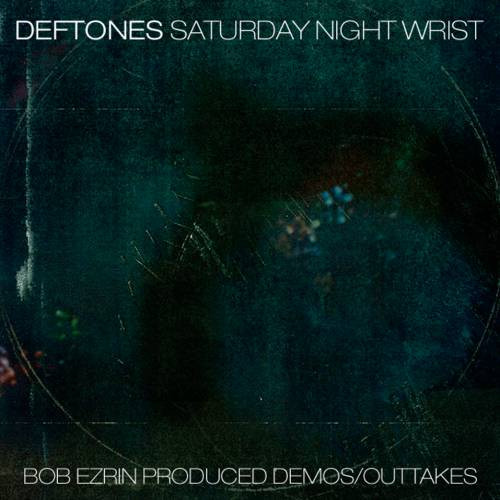 DEFTONES SATURDAY NIGHT WRIST
BOB EZRIN PRODUCED DEMOS/OUTTAKES